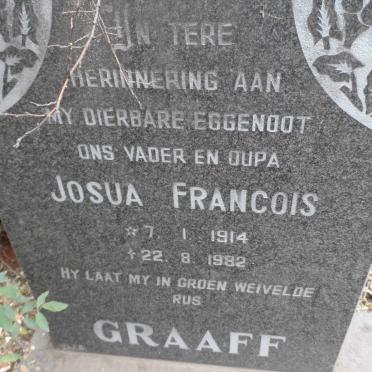 IN TERE
HERINNERING AAN
MY DIERBARE EGGENOOT
ONS VADER EN OUPA
JOSUA FRANCOIS
* 7. 1. 1914
† 22. 8. 1982
HY LAAT MY IN GROEN WEIVELDE
RUS
GRAAFF